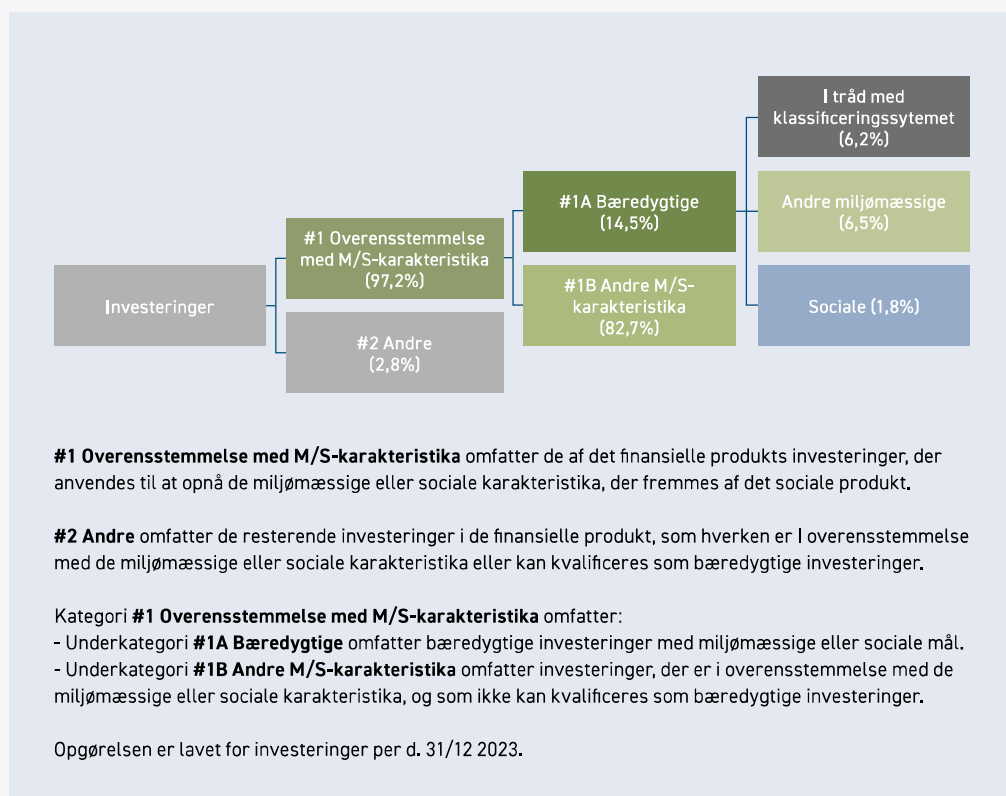 I tråd med
klassificeringssytemet
(6,2%)
#1A Bæredygtige
(14,5%)
Andre miljømæssige
(6,5%)
#1 Overensstemmelse
med M/S-karakteristika
(97,2%)
Investeringer
#1B Andre M/S-
karakteristika
(82,7%)
Sociale (1,8%)
#2 Andre
(2,8%)
#1 Overensstemmelse med M/S-karakteristika omfatter de af det finansielle produkts investeringer, der
anvendes til at opnå de miljømæssige eller sociale karakteristika, der fremmes af det sociale produkt.
#2 Andre omfatter de resterende investeringer i de finansielle produkt, som hverken er I overensstemmelse
med de miljømæssige eller sociale karakteristika eller kan kvalificeres som bæredygtige investeringer.
Kategori #1 Overensstemmelse med M/S-karakteristika omfatter:
- Underkategori #1A Bæredygtige omfatter bæredygtige investeringer med miljømæssige eller sociale mål.
- Underkategori #1B Andre M/S-karakteristika omfatter investeringer, der er i overensstemmelse med de
miljømæssige eller sociale karakteristika, og som ikke kan kvalificeres som bæredygtige investeringer.
Opgørelsen er lavet for investeringer per d. 31/12 2023.